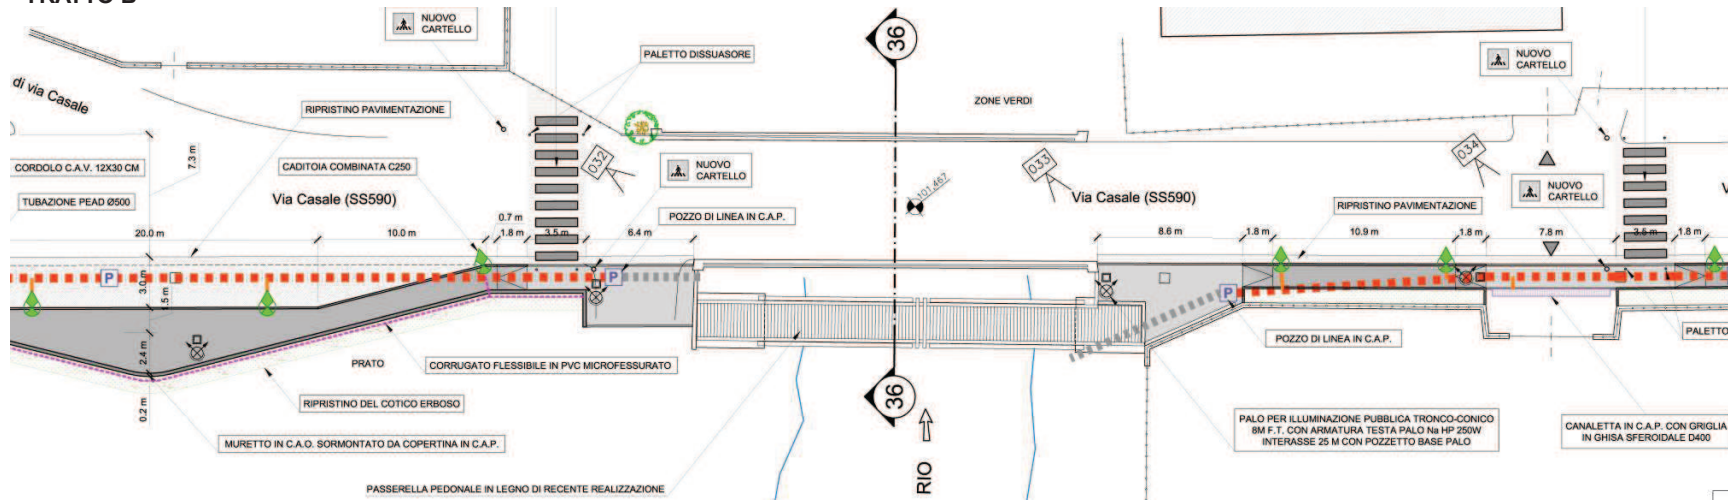 TRATTO B
NUOVO
CARTELLO
PALETTO DISSUASORE
36
NUOVO
CARTELLO
di via Casale
ZONE VERDI
RIPRISTINO PAVIMENTAZIONE
7.3 m
CORDOLO C.A.V. 12X30 CM
CADITOIA COMBINATA C250
032
NUOVO
CARTELLO
033
034
NUOVO
CARTELLO
TUBAZIONE PEAD Ø500
Via Casale (SS590)
101.467
Via Casale (SS590)
RIPRISTINO PAVIMENTAZIONE
POZZO DI LINEA IN C.A.P.
0.7 m
20.0 m
10.0 m
1.8 m
3.5 m
6.4 m
8.6 m
1.8 m
10.9 m
1.8 m
7.8 m
3.5 m
1.8 m
P
P
P
3.0 m
1.5 m
2.4 m
0.2 m
PRATO
CORRUGATO FLESSIBILE IN PVC MICROFESSURATO
POZZO DI LINEA IN C.A.P.
PALETTO
RIPRISTINO DEL COTICO ERBOSO
36
MURETTO IN C.A.O. SORMONTATO DA COPERTINA IN C.A.P.
PALO PER ILLUMINAZIONE PUBBLICA TRONCO-CONICO
8M F.T. CON ARMATURA TESTA PALO Na HP 250W
INTERASSE 25 M CON POZZETTO BASE PALO
CANALETTA IN C.A.P. CON GRIGLIA
IN GHISA SFEROIDALE D400
RIO
PASSERELLA PEDONALE IN LEGNO DI RECENTE REALIZZAZIONE